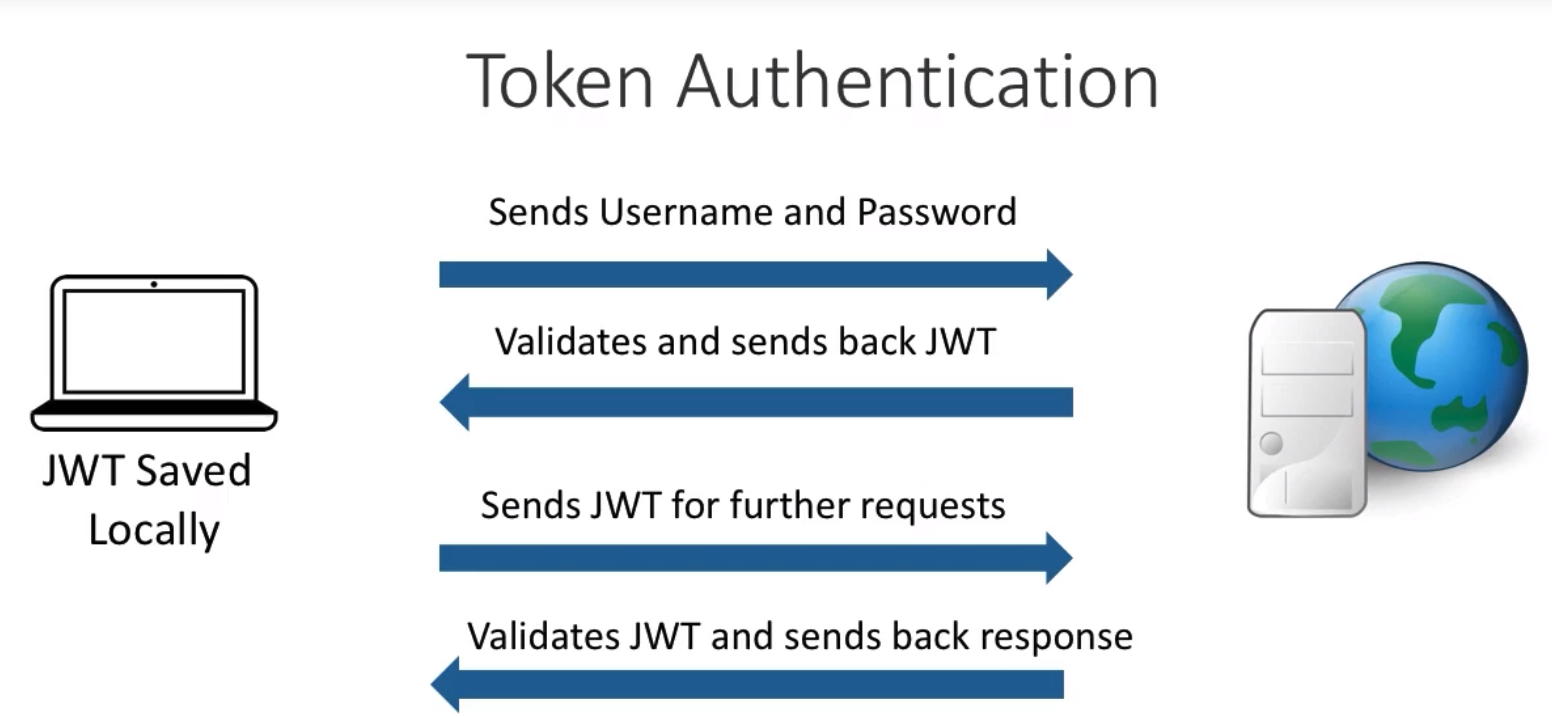 Token Authentication
Sends Username and Password
Validates and sends back JWT
JWT Saved
Locally
Sends JWT for further requests
Validates JWT and sends back response